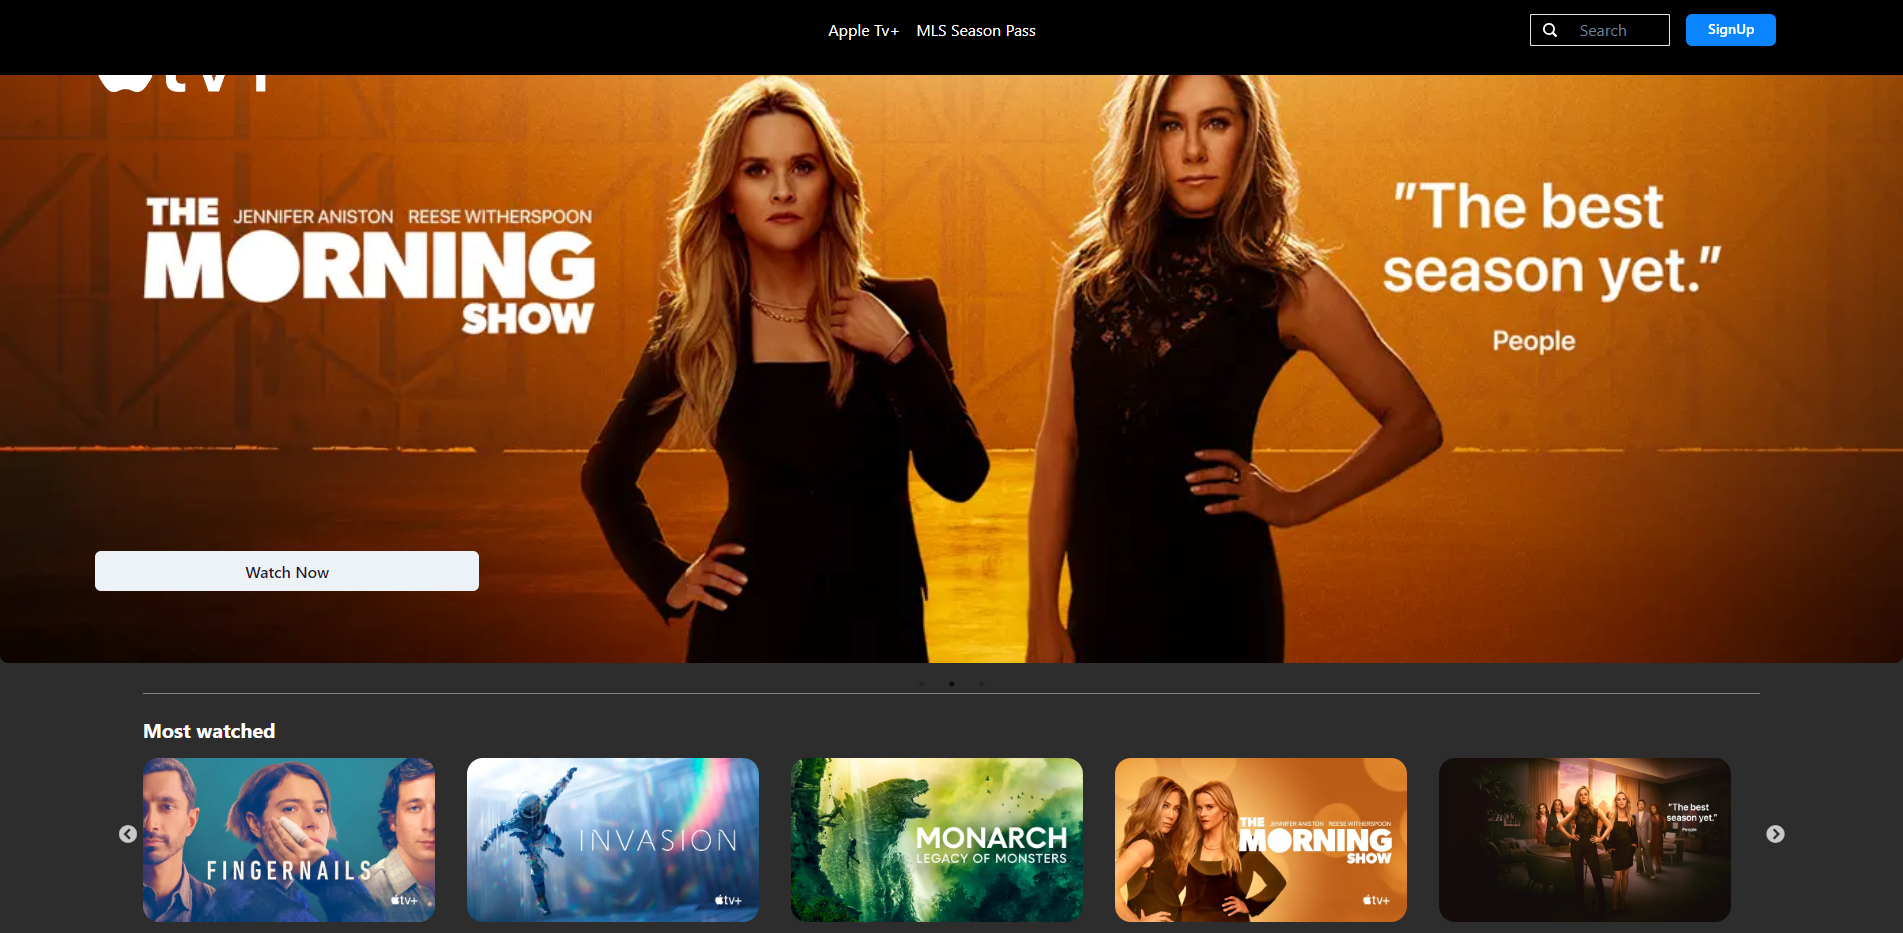 Apple Tv+ MLS Season Pass
Search
SignUp
THE JENNIFER ANISTON REESE WITHERSPOON
MORNING
SHOW
"The best
season yet."
People
Watch Now
Most watched
FINGERNAILS
tv+
INVASION
tv+
MONARCH
LEGACY OF MONSTERS
THE JENNIFER ANISTON REESE WITHERSPOON
MORNING
SHOW
tv+
"The best
season yet."
People